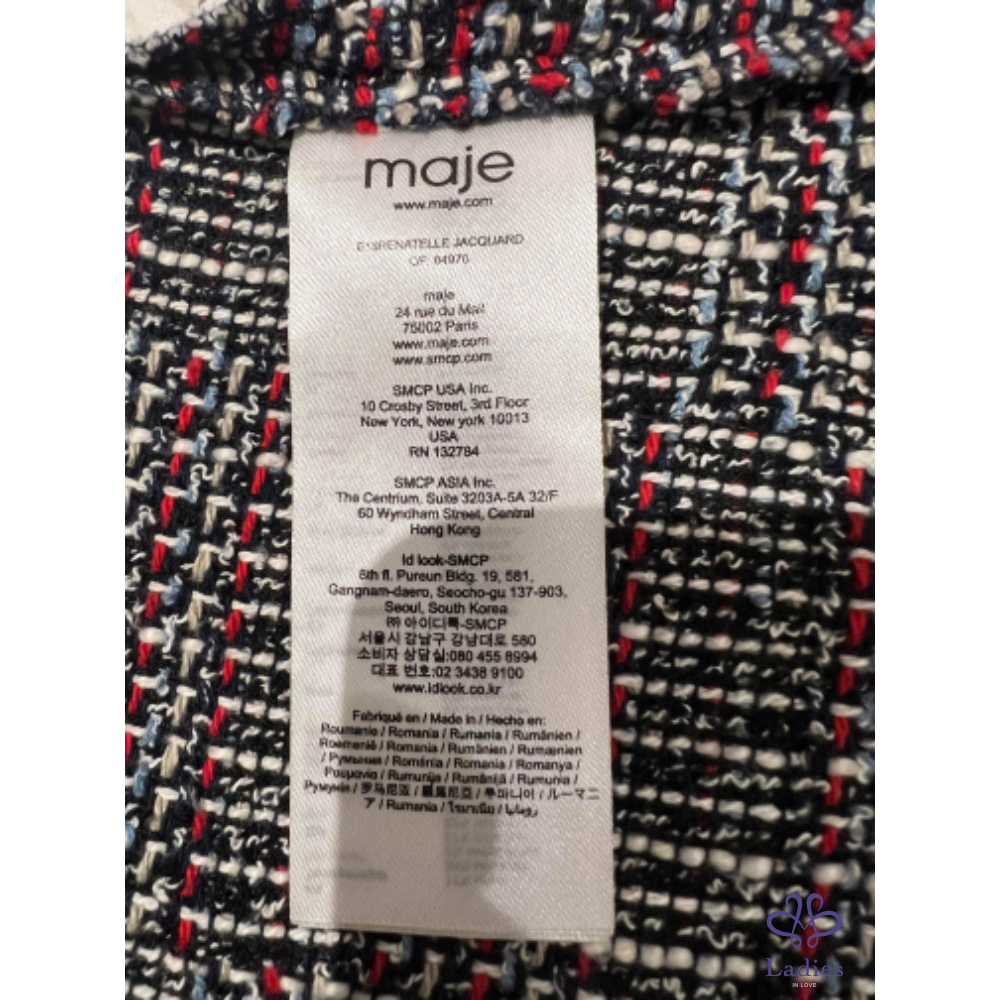 maje
www.maje.com
JACQUARD
OF:
maje
24 rue du Mail
75002 Paris
www.maje.com
www.smcp.com
SMCP USA Inc.
10 Crosby Street, 3rd Floor
New York, New york 10013
USA
RN 132784
SMCP ASIA Inc.
The Centrium, Suite 3203A-5A 32/F
60 Wyndham Street, Central
Hong Kong
Id look-SMCP
6th fl. Pureun Bldg. 19, 581,
Gangnam-daero, Seocho-gu 137-903,
Seoul, South Korea
㈜ 아이디룩-SMCP
서울시 강남구 강남대로 580
소비자 상담실:080 455 8994
대표 번호:02 3438 9100
www.idlook.co.kr
Fabriqué en / Made in / Hecho en:
Roumanie / Romania / Rumania / Rumänien /
Roemenië / Romania / Rumänien / Rumænien
/ Румыния / Roménia / Romania / Romanya /
Ρουμανία / Rumunija / Rumānijā / Rumunia /
Румуния / 罗马尼亚 / 羅馬尼亞 / 루마니아 / ルーマニ
ア / Rumania / โรมาเนีย / رومانيا
Ladies
IN LOVE